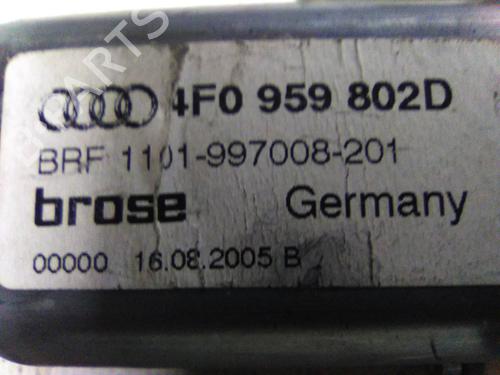 4F0 959 802D
BRF 1101-997008-201
brose Germany
00000 16.08.2005 B